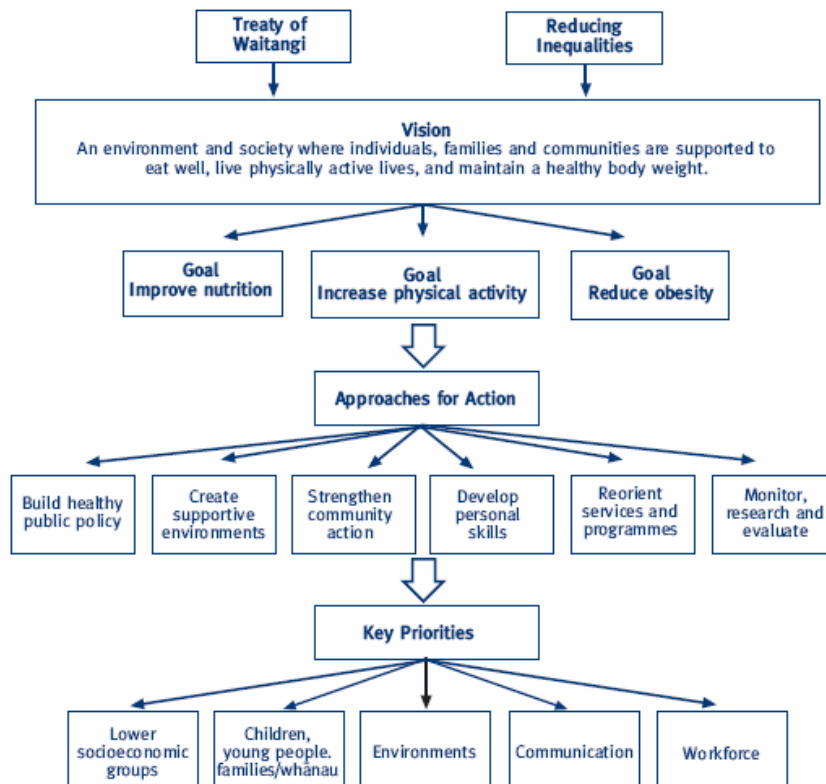 Treaty of
Waitangi
Reducing
Inequalities
Vision
An environment and society where individuals, families and communities are supported to
eat well, live physically active lives, and maintain a healthy body weight.
Goal
Improve nutrition
Goal
Increase physical activity
Goal
Reduce obesity
Approaches for Action
Build healthy
public policy
Create
supportive
environments
Strengthen
community
action
Develop
personal
skills
Reorient
services and
programmes
Monitor,
research and
evaluate
Key Priorities
Lower
socioeconomic
groups
Children,
young people.
families/whānau
Environments
Communication
Workforce